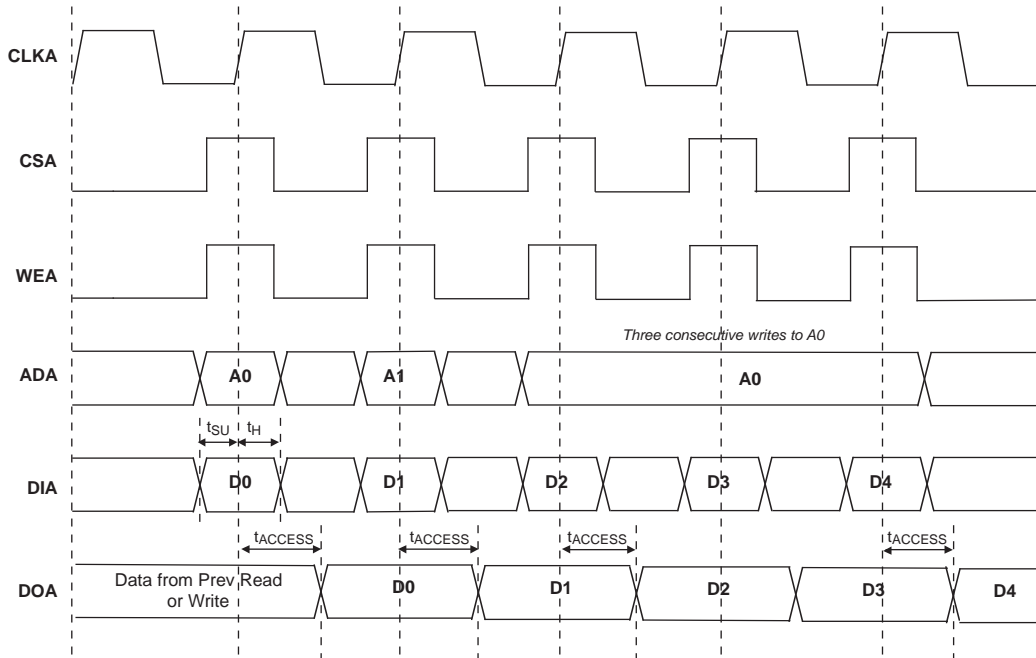 CLKA
CSA
WEA
Three consecutive writes to A0
ADA
A0
A1
A0
tSU
tH
DIA
D0
D1
D2
D3
D4
tACCESS
tACCESS
tACCESS
tACCESS
DOA
Data from Prev Read
or Write
D0
D1
D2
D3
D4